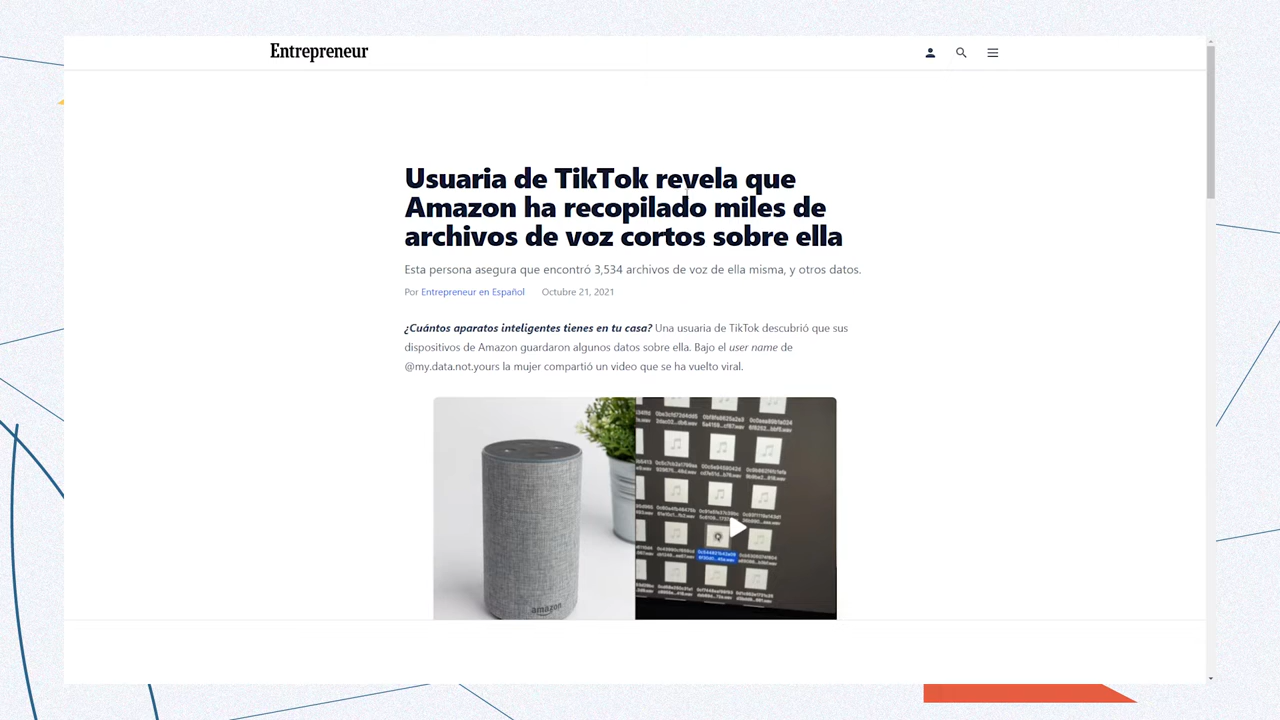 Entrepreneur
Usuaria de TikTok revela que
Amazon ha recopilado miles de
archivos de voz cortos sobre ella
Esta persona asegura que encontró 3,534 archivos de voz de ella misma, y otros datos.
Por Entrepreneur en Español Octubre 21, 2021
¿Cuántos aparatos inteligentes tienes en tu casa? Una usuaria de TikTok descubrió que sus
dispositivos de Amazon guardaron algunos datos sobre ella. Bajo el user name de
@my.data.not.yours la mujer compartió un video que se ha vuelto viral.
amazon